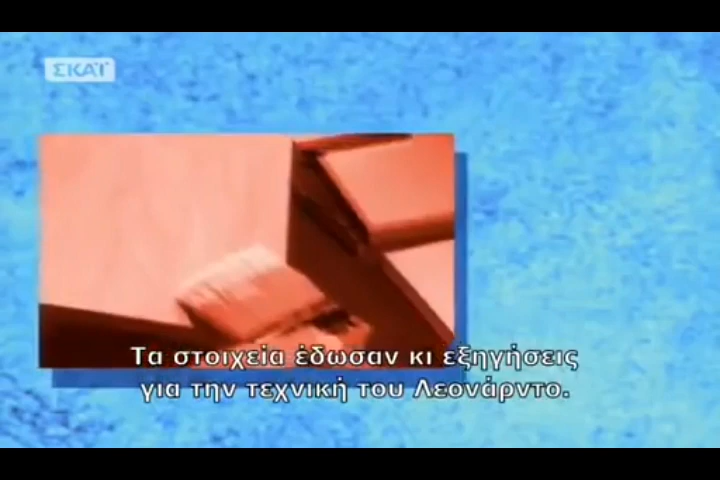 ΣΚΑΪ
Τα στοιχεία έδωσαν κι εξηγήσεις
για την τεχνική του Λεονάρντο.